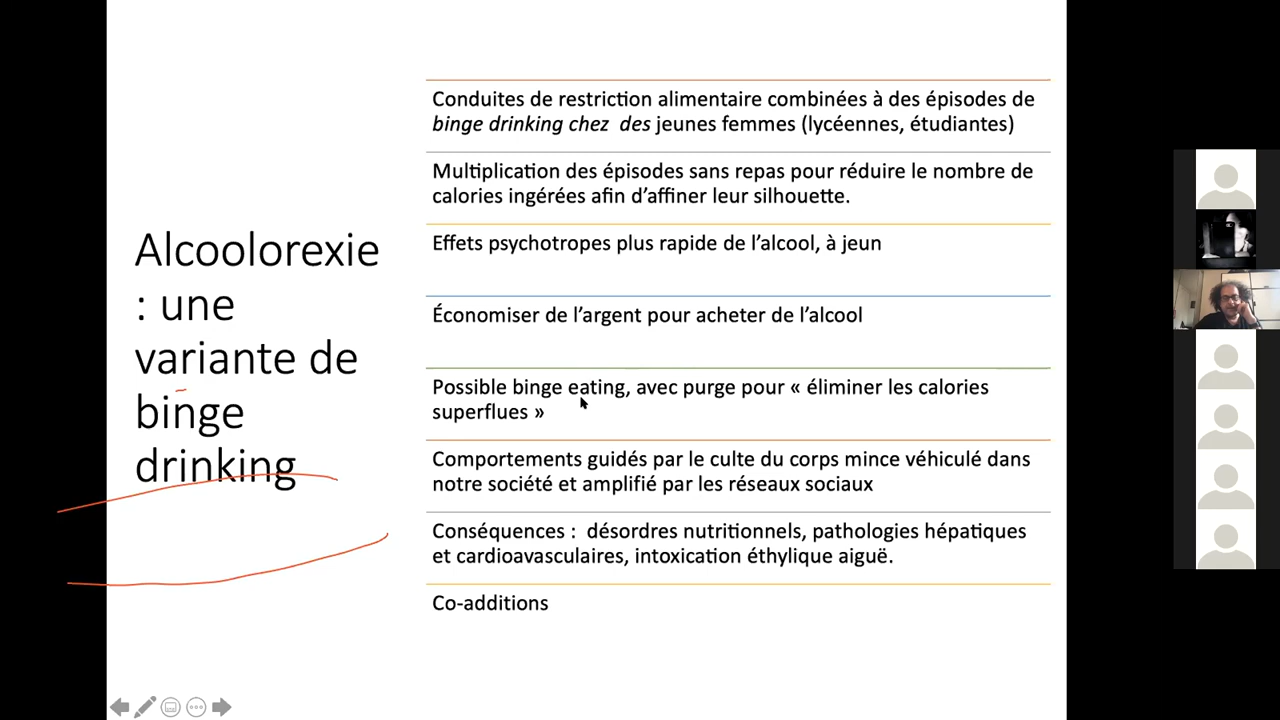 Alcoolorexie
: une
variante de
binge
drinking
Conduites de restriction alimentaire combinées à des épisodes de
binge drinking chez des jeunes femmes (lycéennes, étudiantes)
Multiplication des épisodes sans repas pour réduire le nombre de
calories ingérées afin d’affiner leur silhouette.
Effets psychotropes plus rapide de l’alcool, à jeun
Économiser de l’argent pour acheter de l’alcool
Possible binge eating, avec purge pour « éliminer les calories
superflues »
Comportements guidés par le culte du corps mince véhiculé dans
notre société et amplifié par les réseaux sociaux
Conséquences : désordres nutritionnels, pathologies hépatiques
et cardioavasculaires, intoxication éthylique aiguë.
Co-additions